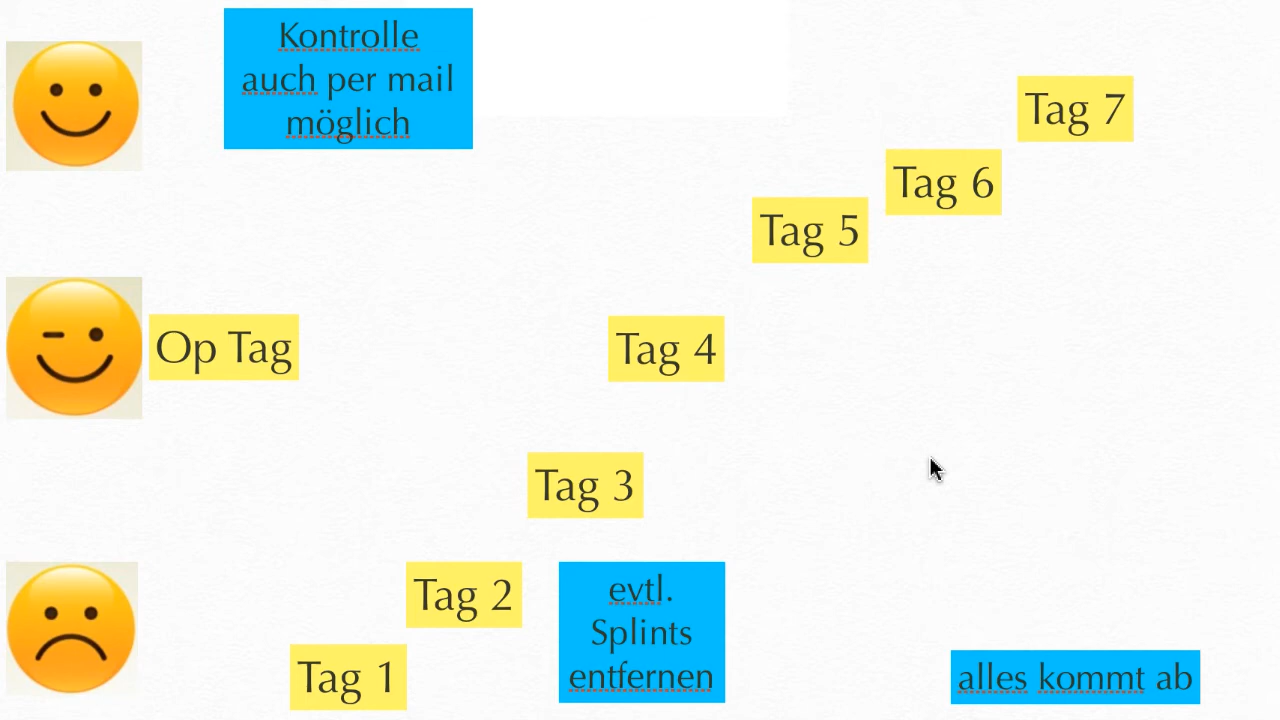 Kontrolle
auch per mail
möglich
Tag 7
Tag 6
Tag 5
Op Tag
Tag 4
Tag 3
Tag 2
evtl.
Splints
entfernen
Tag 1
alles kommt ab